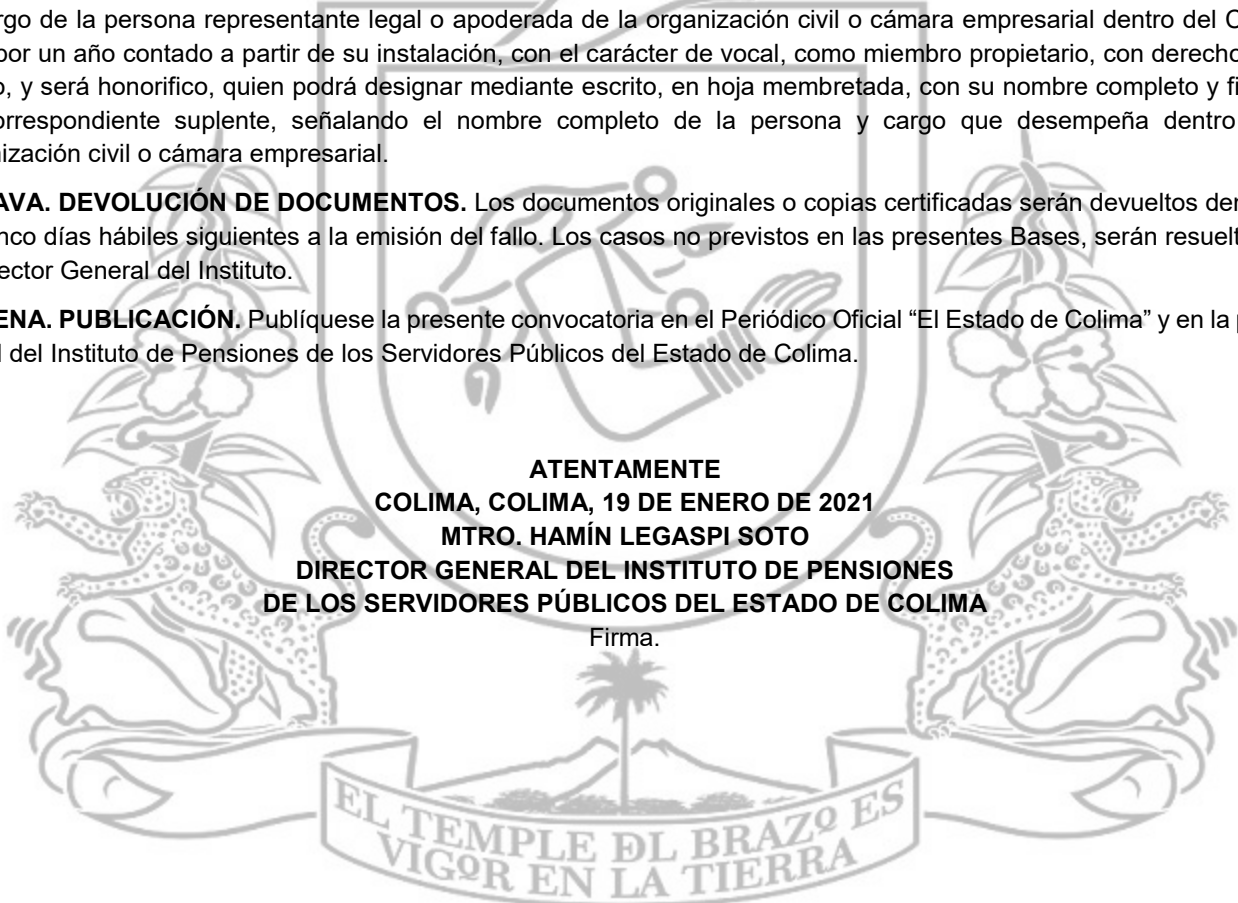 rgo de la persona representante legal o apoderada de la organización civil o cámara empresarial dentro del C
por un año contado a partir de su instalación, con el carácter de vocal, como miembro propietario, con derecho
o, y será honorifico, quien podrá designar mediante escrito, en hoja membretada, con su nombre completo y fi
orrespondiente suplente, señalando el nombre completo de la persona y cargo que desempeña dentro
nización civil o cámara empresarial.
AVA. DEVOLUCIÓN DE DOCUMENTOS. Los documentos originales o copias certificadas serán devueltos der
nco días hábiles siguientes a la emisión del fallo. Los casos no previstos en las presentes Bases, serán resuelt
ector General del Instituto.
ENA. PUBLICACIÓN. Publíquese la presente convocatoria en el Periódico Oficial “El Estado de Colima” y en la p
l del Instituto de Pensiones de los Servidores Públicos del Estado de Colima.
ATENTAMENTE
COLIMA, COLIMA, 19 DE ENERO DE 2021
MTRO. HAMÍN LEGASPI SOTO
DIRECTOR GENERAL DEL INSTITUTO DE PENSIONES
DE LOS SERVIDORES PÚBLICOS DEL ESTADO DE COLIMA
Firma.
EL TEMPLE DL BRAZO ES
VIGOR EN LA TIERRA